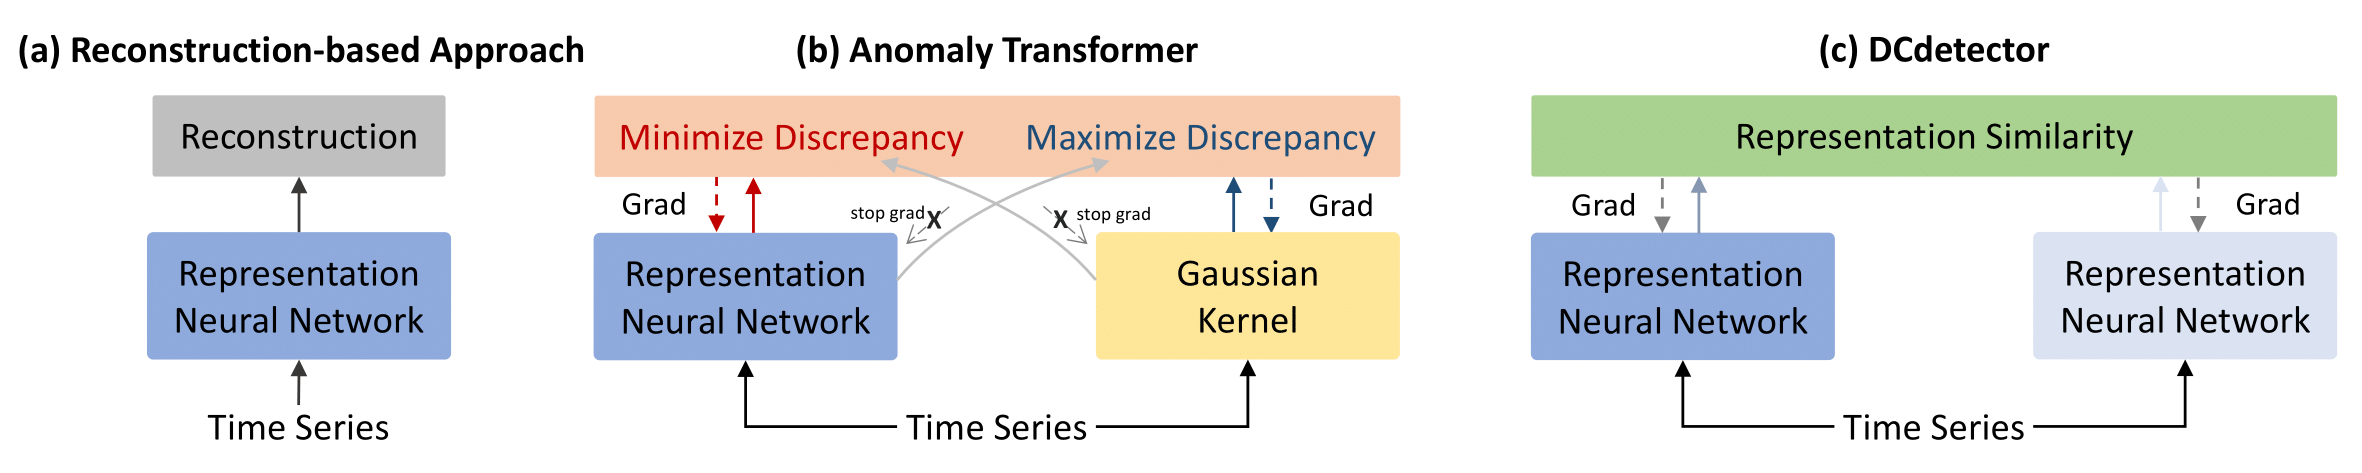 (a) Reconstruction-based Approach
Reconstruction
Representation
Neural Network
Time Series
(b) Anomaly Transformer
Minimize Discrepancy
Maximize Discrepancy
Grad
stop grad
X
X
stop grad
Grad
Representation
Neural Network
Gaussian
Kernel
Time Series
(c) DCdetector
Representation Similarity
Grad
Grad
Representation
Neural Network
Representation
Neural Network
Time Series